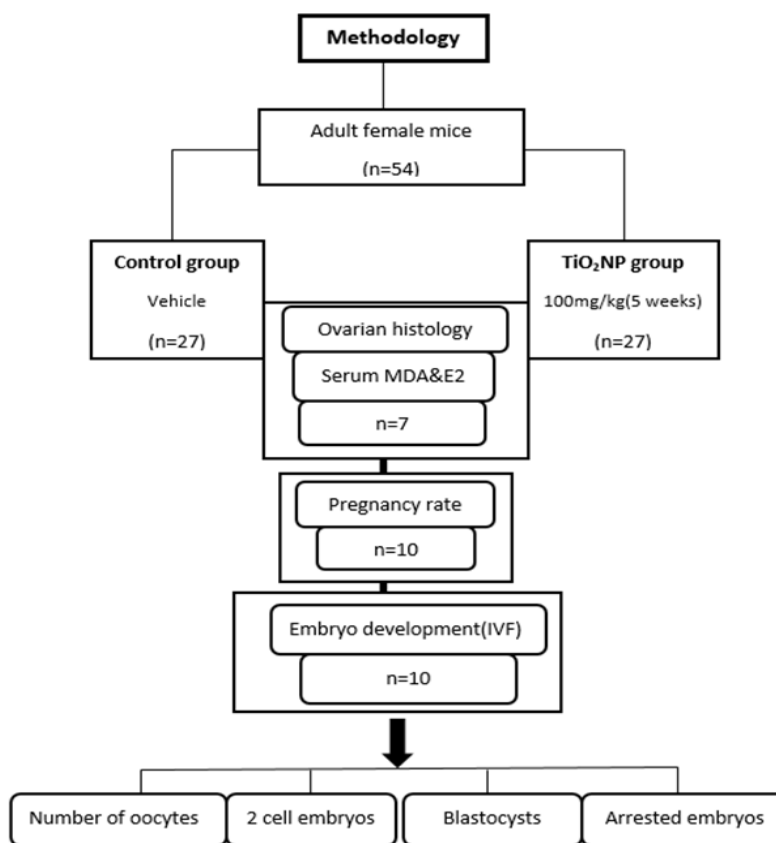 Methodology
Adult female mice
(n=54)
Control group
Vehicle
(n=27)
TiO₂NP group
100mg/kg(5 weeks)
(n=27)
Ovarian histology
Serum MDA&E2
n=7
Pregnancy rate
n=10
Embryo development(IVF)
n=10
Number of oocytes
2 cell embryos
Blastocysts
Arrested embryos